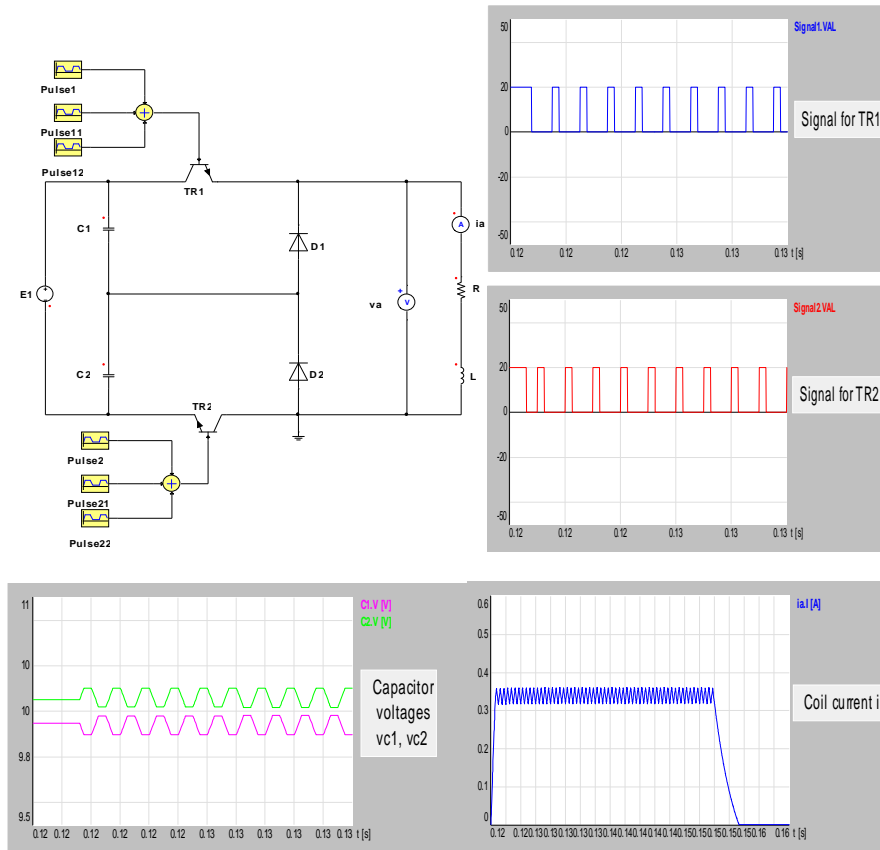 Pulse1
Pulse11
Pulse12
TR1
C1
D1
E1
va
V
A
ia
R
L
C2
D2
TR2
Pulse2
Pulse21
Pulse22
Signal1.VAL
50
20
0
-20
-50
0.12 0.12 0.12 0.13 0.13 0.13 t [s]
Signal for TR1
Signal2.VAL
50
20
0
-20
-50
0.12 0.12 0.12 0.13 0.13 0.13 t [s]
Signal for TR2
C1.V [V]
C2.V [V]
11
10
10
9.8
9.5
0.12 0.12 0.12 0.12 0.12 0.12 0.13 0.13 0.13 0.13 0.13 t [s]
Capacitor
voltages
vc1, vc2
ia.I [A]
0.6
0.5
0.4
0.3
0.2
0.1
0
0.12 0.16 0.16 t [s]
Coil current i